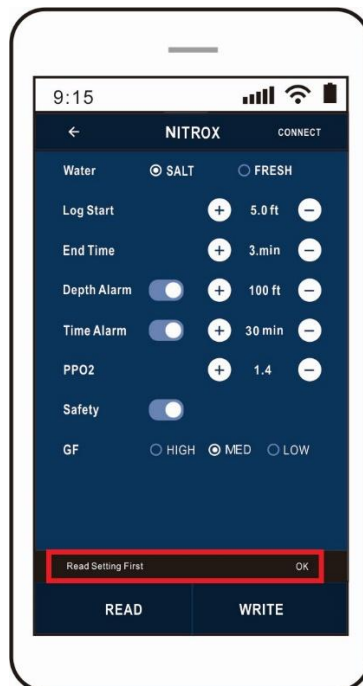 9:15
← NITROX CONNECT
Water SALT FRESH
Log Start + 5.0 ft −
End Time + 3.min −
Depth Alarm + 100 ft −
Time Alarm + 30 min −
PPO2 + 1.4 −
Safety
GF HIGH MED LOW
Read Setting First OK
READ WRITE